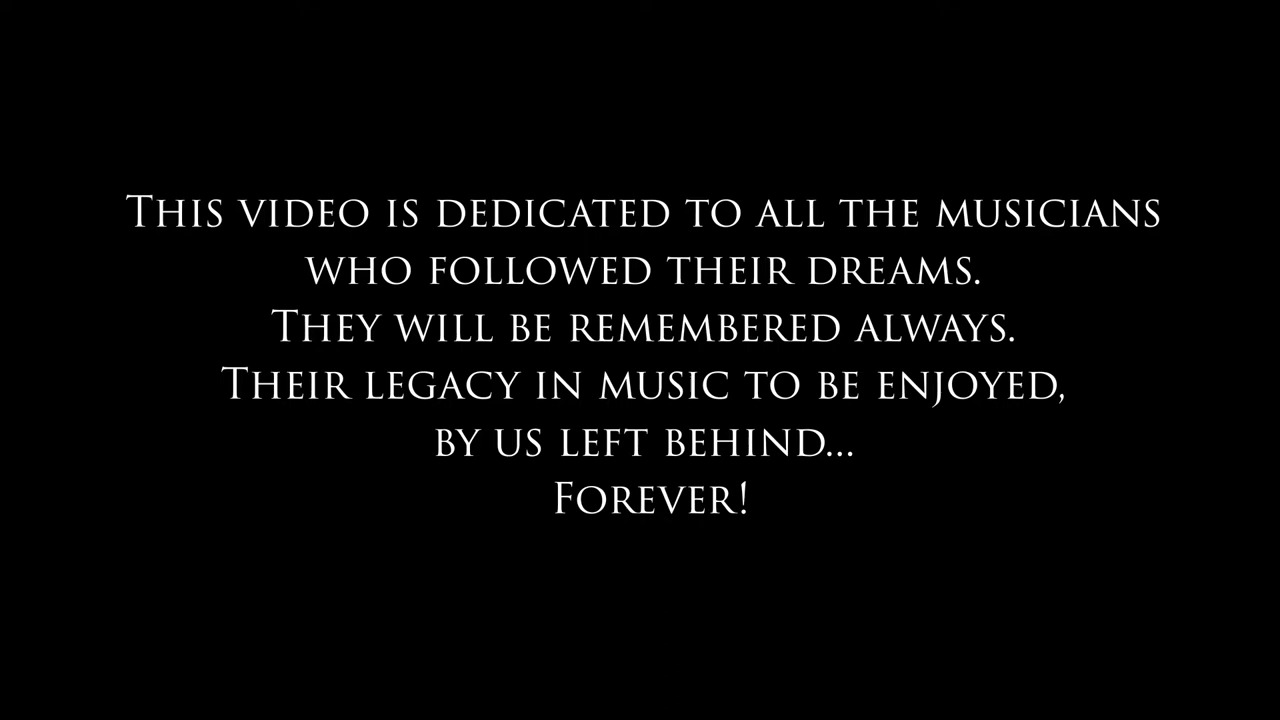 This video is dedicated to all the musicians
who followed their dreams.
They will be remembered always.
Their legacy in music to be enjoyed,
by us left behind...
Forever!